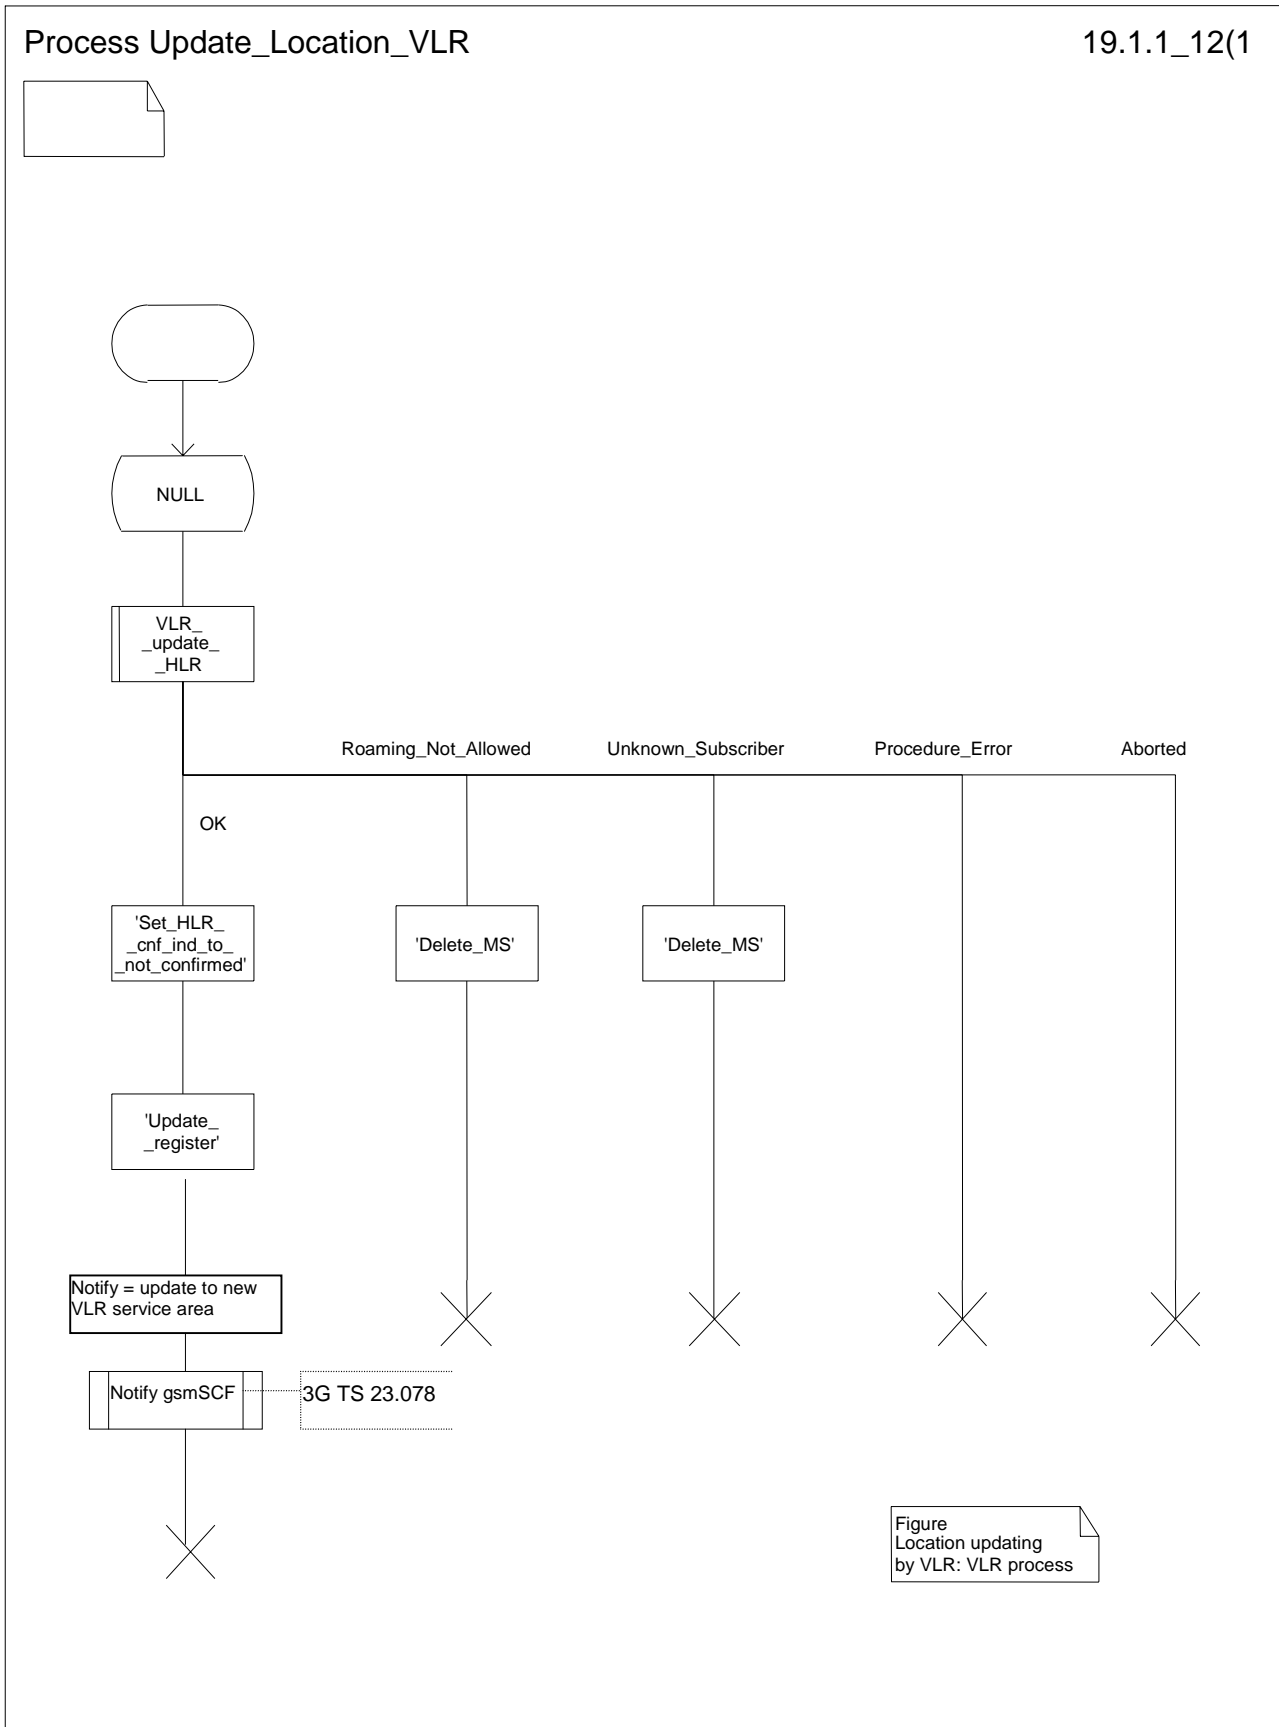 Process Update_Location_VLR
19.1.1_12(1
NULL
VLR_
_update_
_HLR
Roaming_Not_Allowed
Unknown_Subscriber
Procedure_Error
Aborted
OK
'Set_HLR_
_cnf_ind_to_
_not_confirmed'
'Delete_MS'
'Delete_MS'
'Update_
_register'
Notify = update to new
VLR service area
Notify gsmSCF
3G TS 23.078
Figure
Location updating
by VLR: VLR process